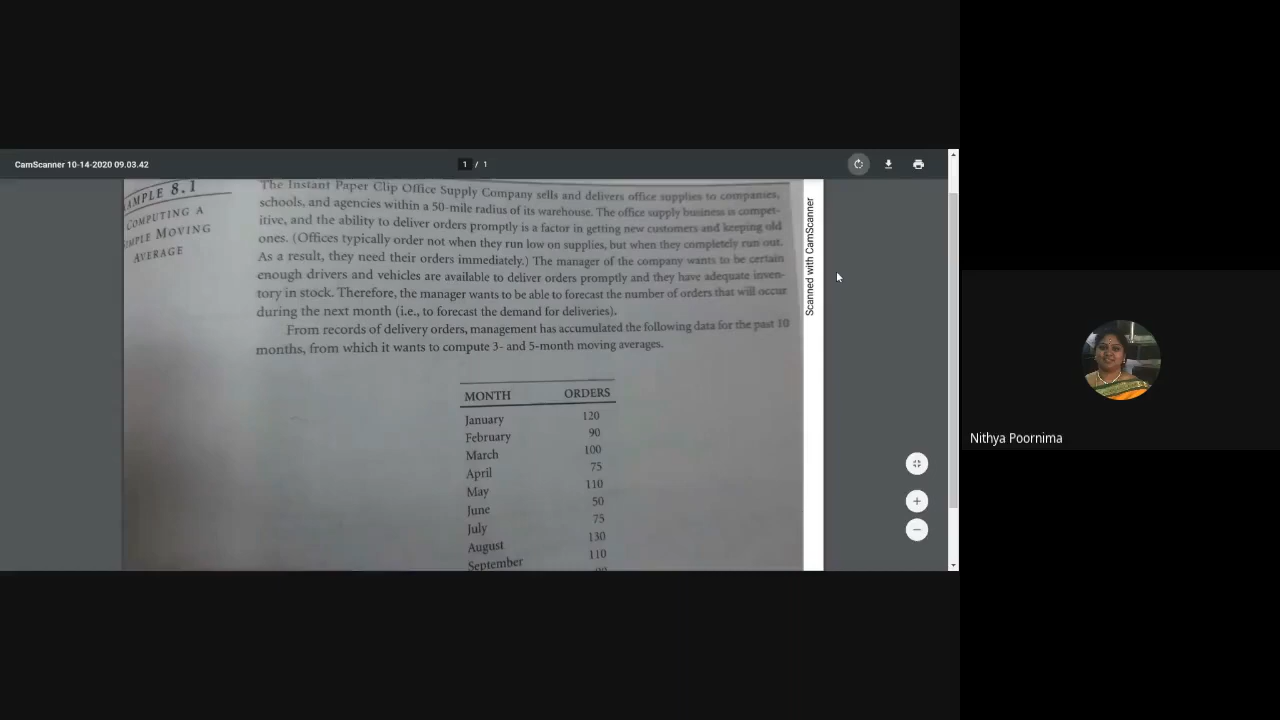 CamScanner 10-14-2020 09.03.42
1 / 1
AMPLE 8.1
COMPUTING A
MPLE MOVING
AVERAGE
The Instant Paper Clip Office Supply Company sells and delivers office supplies to companies,
schools, and agencies within a 50-mile radius of its warehouse. The office supply business is compet-
itive, and the ability to deliver orders promptly is a factor in getting new customers and keeping old
ones. (Offices typically order not when they run low on supplies, but when they completely run out.
As a result, they need their orders immediately.) The manager of the company wants to be certain
enough drivers and vehicles are available to deliver orders promptly and they have adequate inven-
tory in stock. Therefore, the manager wants to be able to forecast the number of orders that will occur
during the next month (i.e., to forecast the demand for deliveries).
From records of delivery orders, management has accumulated the following data for the past 10
months, from which it wants to compute 3- and 5-month moving averages.
MONTH ORDERS
January 120
February 90
March 100
April 75
May 110
June 50
July 75
August 130
September 110
Scanned with CamScanner
Nithya Poornima